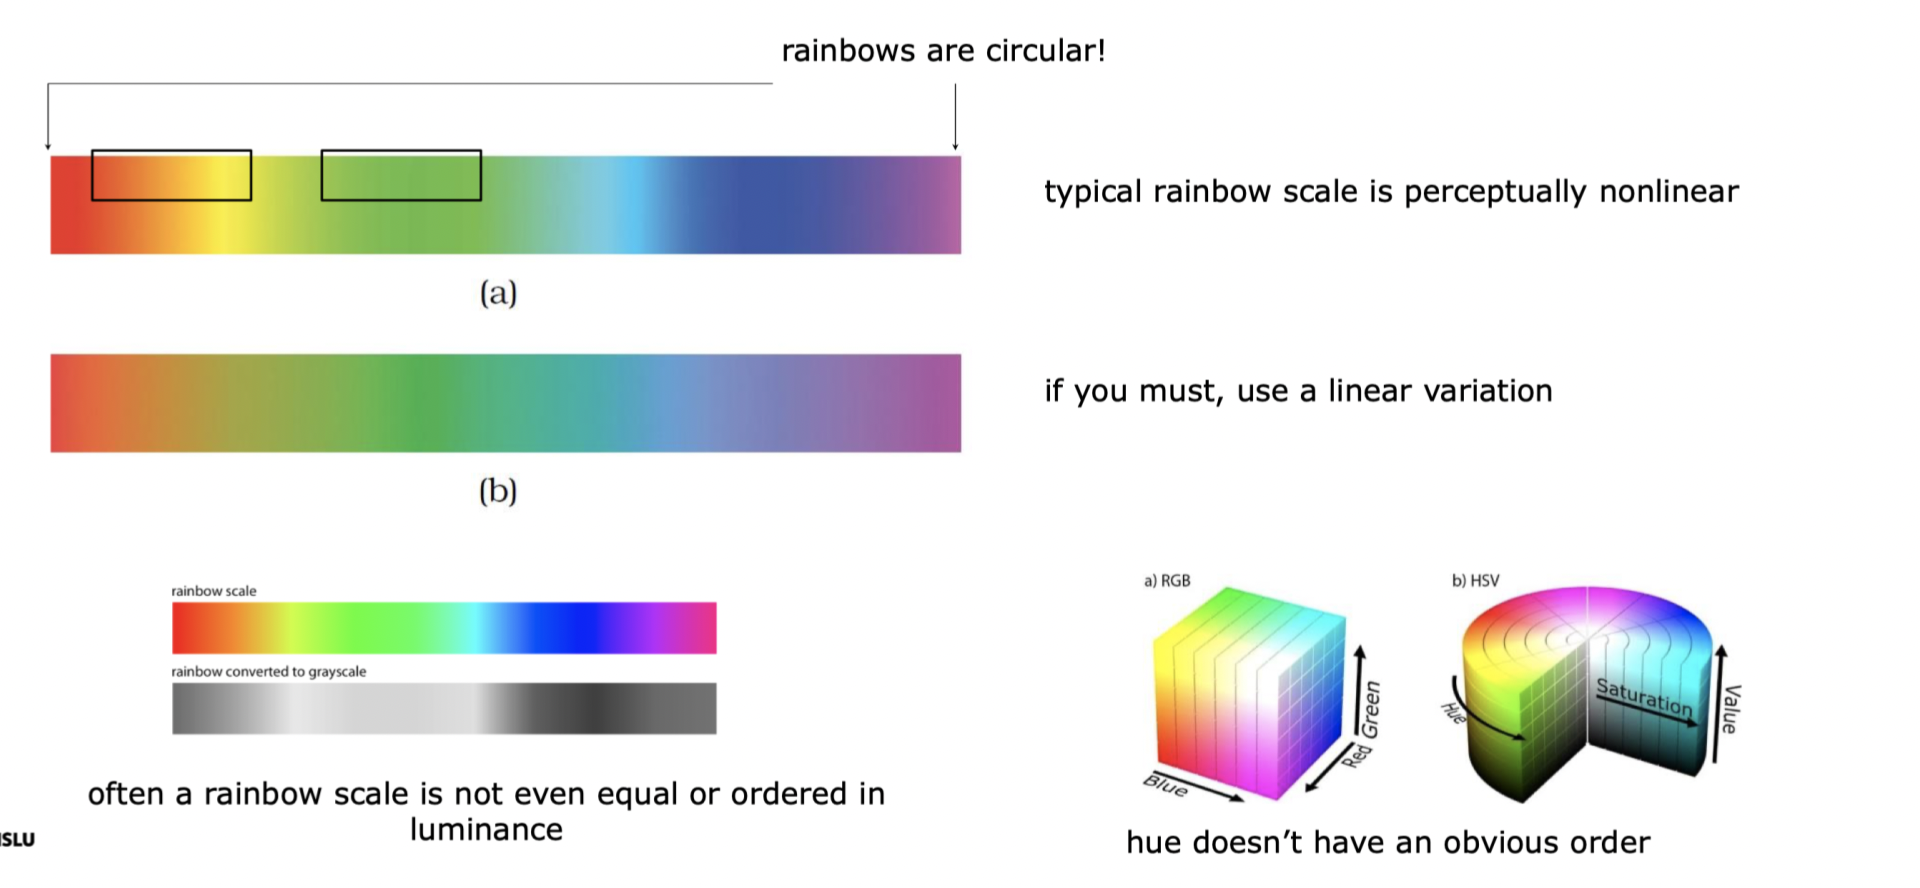 rainbows are circular!
typical rainbow scale is perceptually nonlinear
(a)
if you must, use a linear variation
(b)
rainbow scale
rainbow converted to grayscale
often a rainbow scale is not even equal or ordered in
luminance
SLU
a) RGB
Blue
Red
Green
b) HSV
Hue
Saturation
Value
hue doesn’t have an obvious order